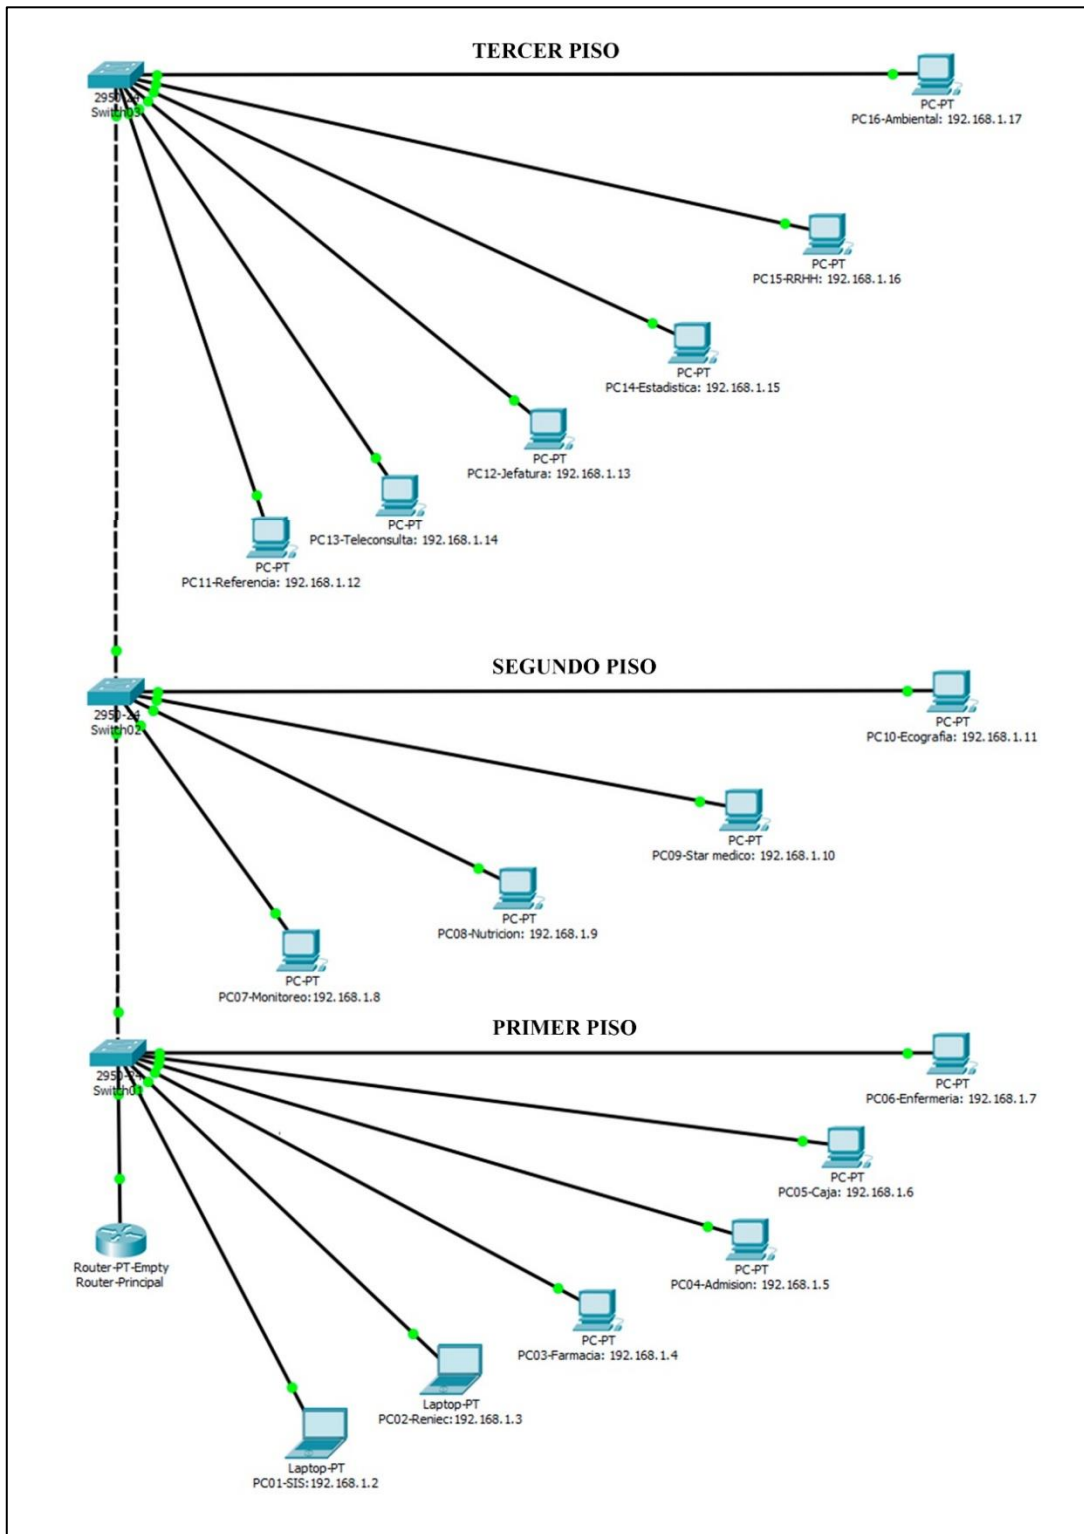 TERCER PISO
2950-24
Switch03
PC-PT
PC16-Ambiental: 192.168.1.17
PC-PT
PC15-RRHH: 192.168.1.16
PC-PT
PC14-Estadistica: 192.168.1.15
PC-PT
PC12-Jefatura: 192.168.1.13
PC-PT
PC13-Teleconsulta: 192.168.1.14
PC-PT
PC11-Referencia: 192.168.1.12
SEGUNDO PISO
2950-24
Switch02
PC-PT
PC10-Ecografia: 192.168.1.11
PC-PT
PC09-Star medico: 192.168.1.10
PC-PT
PC08-Nutricion: 192.168.1.9
PC-PT
PC07-Monitoreo:192.168.1.8
PRIMER PISO
2950-24
Switch01
PC-PT
PC06-Enfermeria: 192.168.1.7
PC-PT
PC05-Caja: 192.168.1.6
PC-PT
PC04-Admision: 192.168.1.5
Router-PT-Empty
Router-Principal
PC-PT
PC03-Farmacia: 192.168.1.4
Laptop-PT
PC02-Reniec:192.168.1.3
Laptop-PT
PC01-SIS:192.168.1.2